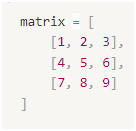 matrix = [
    [1, 2, 3],
    [4, 5, 6],
    [7, 8, 9]
]